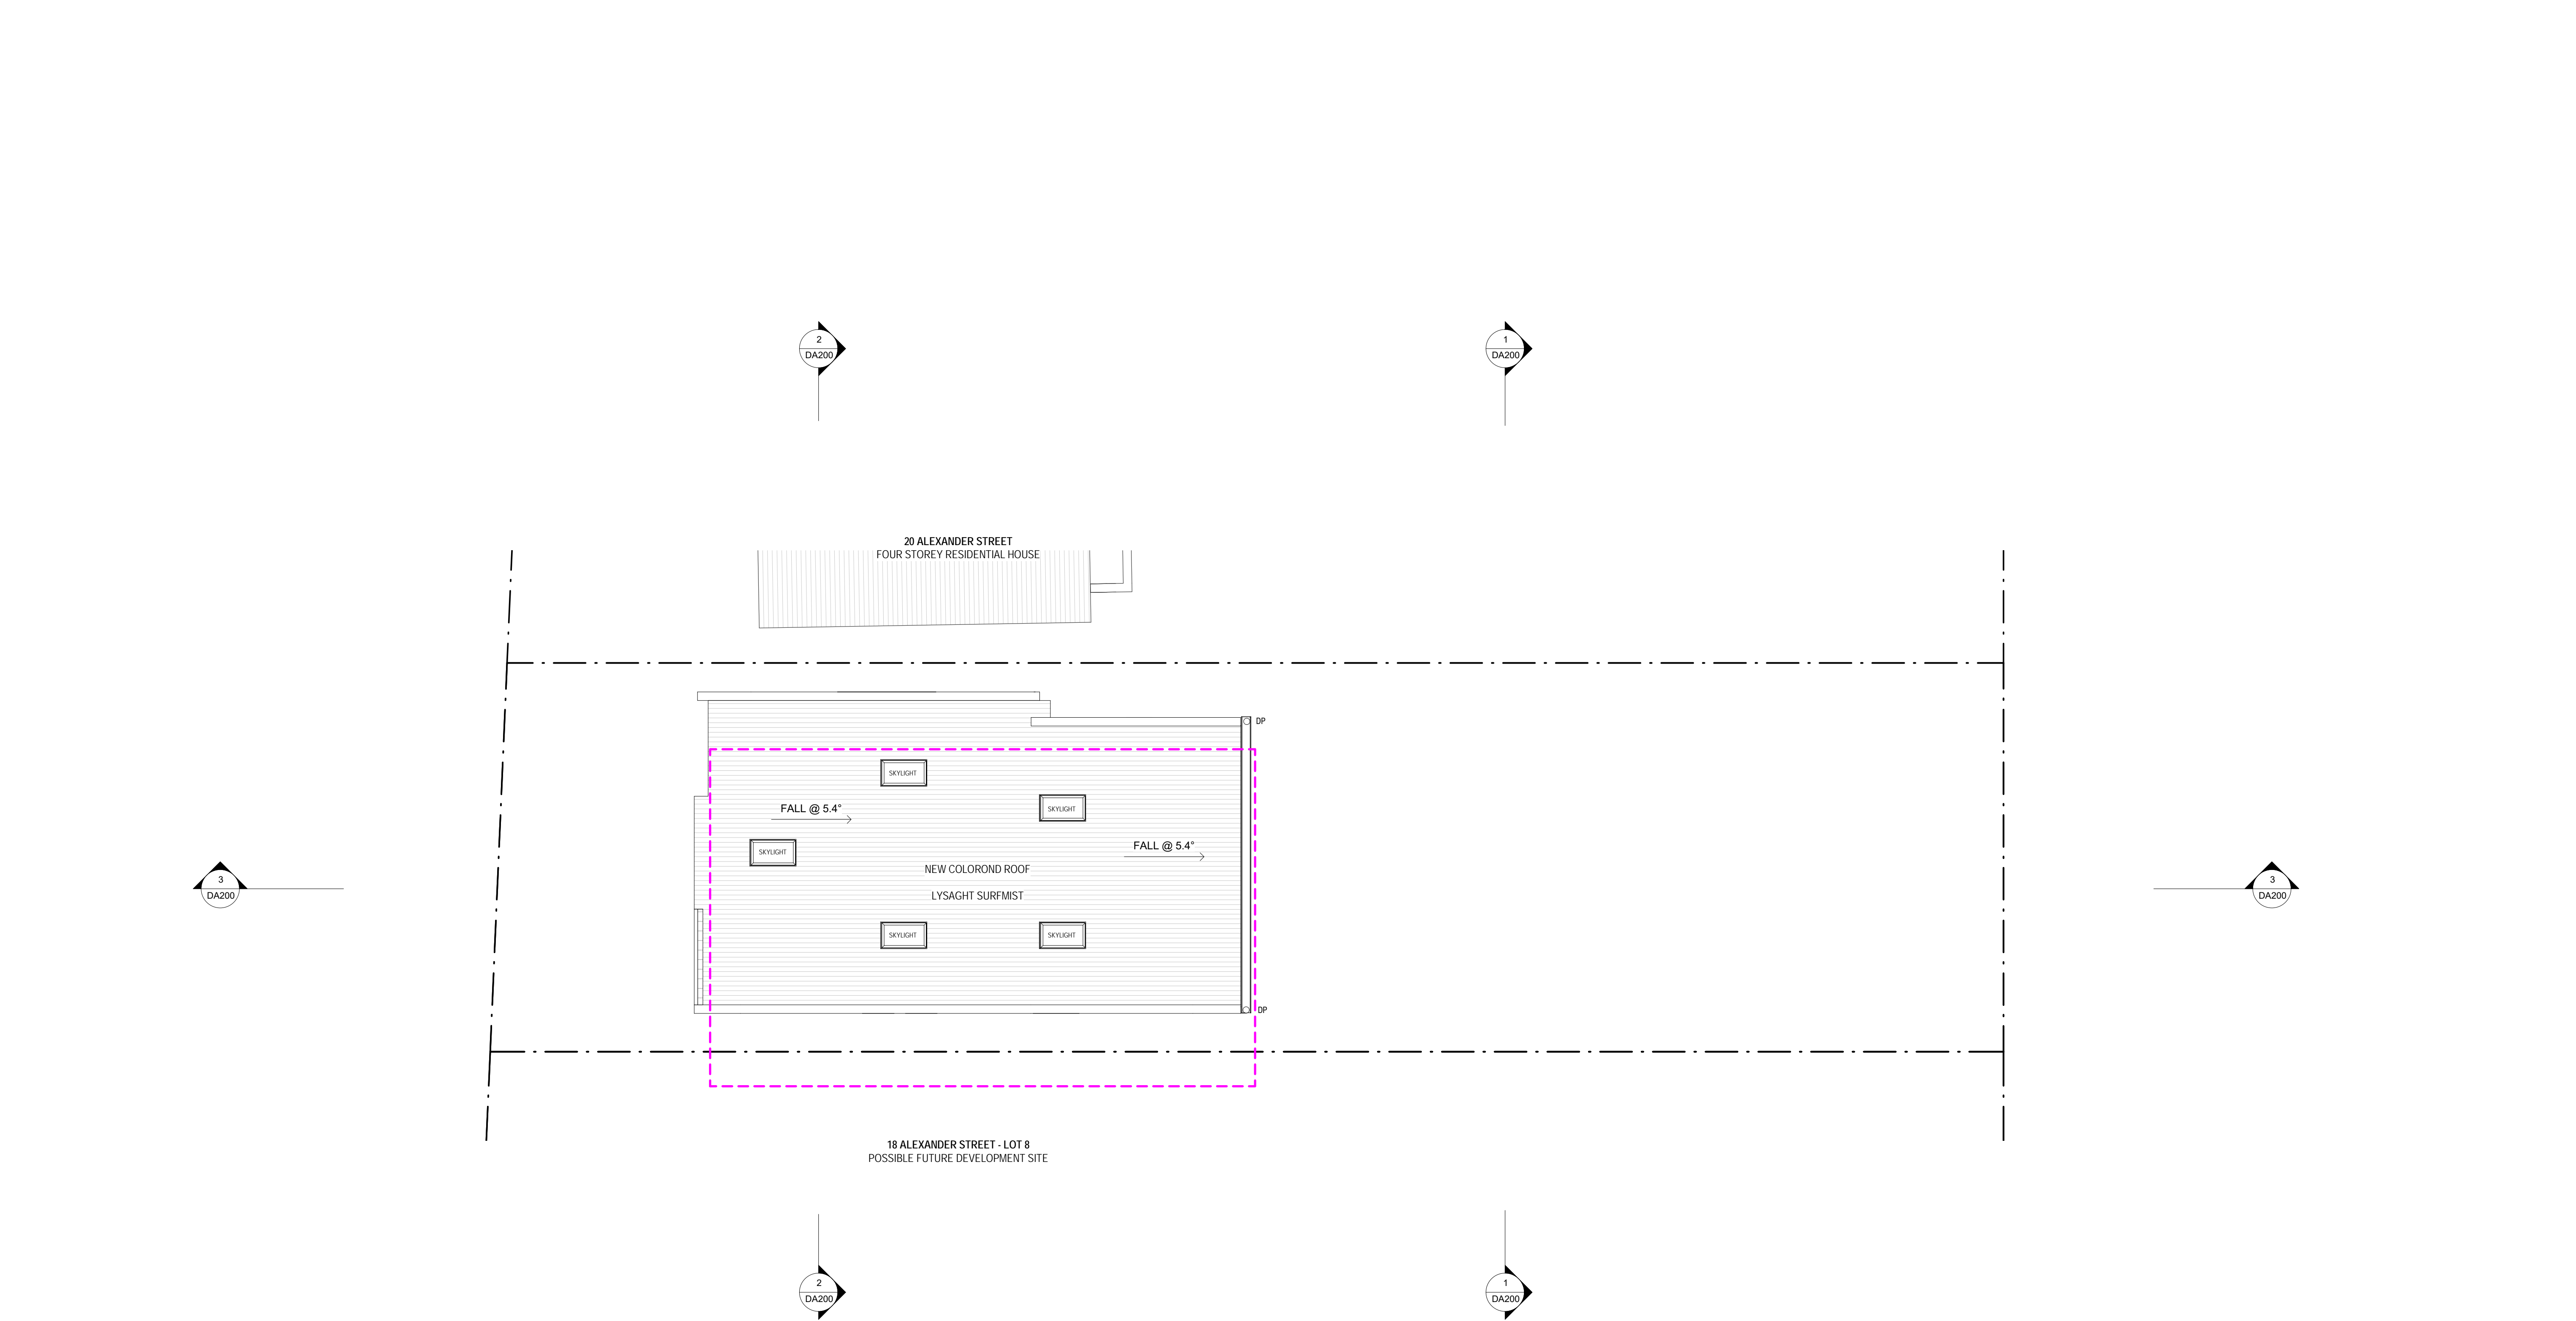 2
DA200
1
DA200
20 ALEXANDER STREET
FOUR STOREY RESIDENTIAL HOUSE
DP
SKYLIGHT
SKYLIGHT
FALL @ 5.4°
FALL @ 5.4°
SKYLIGHT
NEW COLOROND ROOF
LYSAGHT SURFMIST
3
DA200
3
DA200
SKYLIGHT
SKYLIGHT
DP
18 ALEXANDER STREET - LOT 8
POSSIBLE FUTURE DEVELOPMENT SITE
2
DA200
1
DA200